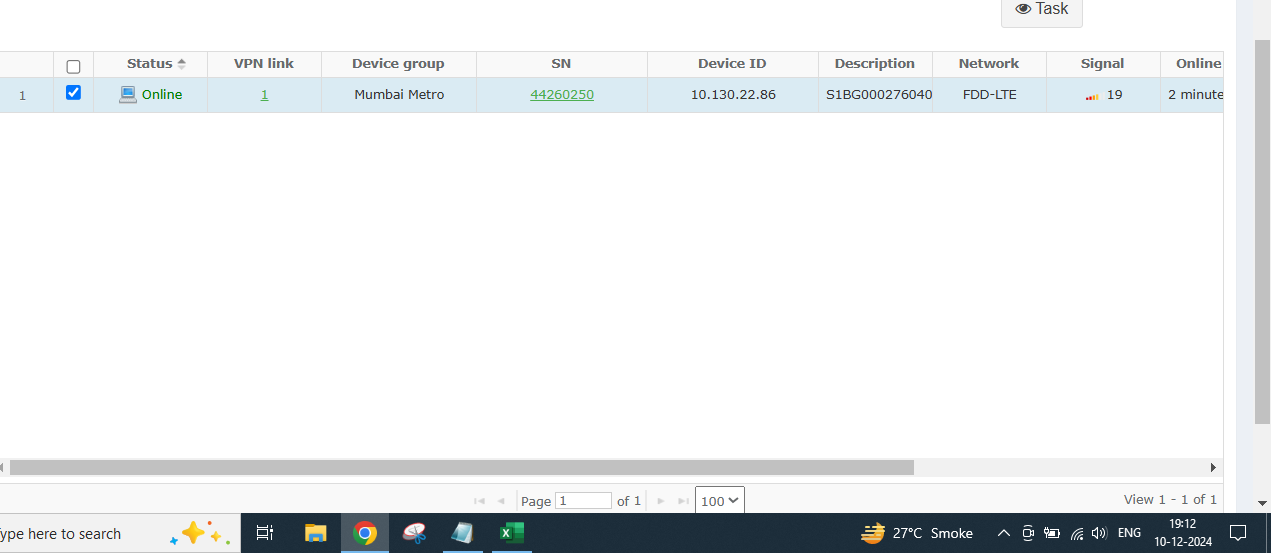 Task
Status VPN link Device group SN Device ID Description Network Signal Online
1 Online 1 Mumbai Metro 44260250 10.130.22.86 S1BG000276040 FDD-LTE 19 2 minute
Page 1 of 1 100 View 1 - 1 of 1
ype here to search 27°C Smoke ENG 19:12
10-12-2024